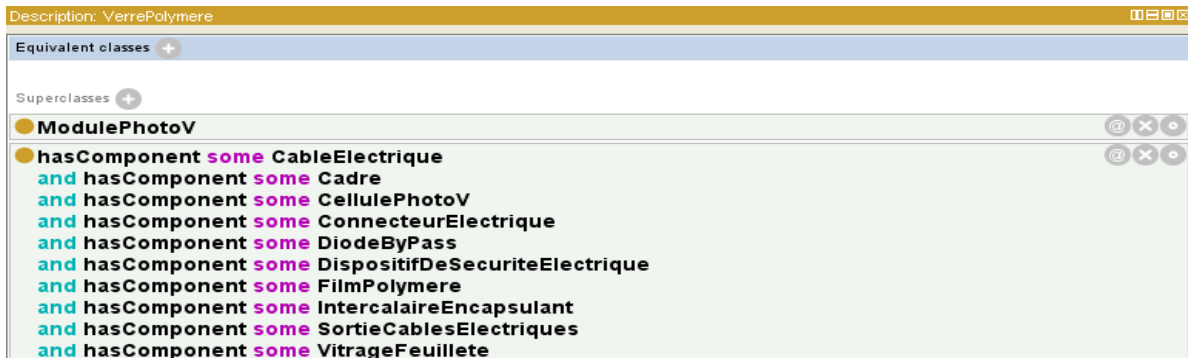 Description: VerrePolymere
Equivalent classes
Superclasses
ModulePhotoV
hasComponent some CableElectrique
and hasComponent some Cadre
and hasComponent some CellulePhotoV
and hasComponent some ConnecteurElectrique
and hasComponent some DiodeByPass
and hasComponent some DispositifDeSecuriteElectrique
and hasComponent some FilmPolymere
and hasComponent some IntercalaireEncapsulant
and hasComponent some SortieCablesElectriques
and hasComponent some VitrageFeuillete